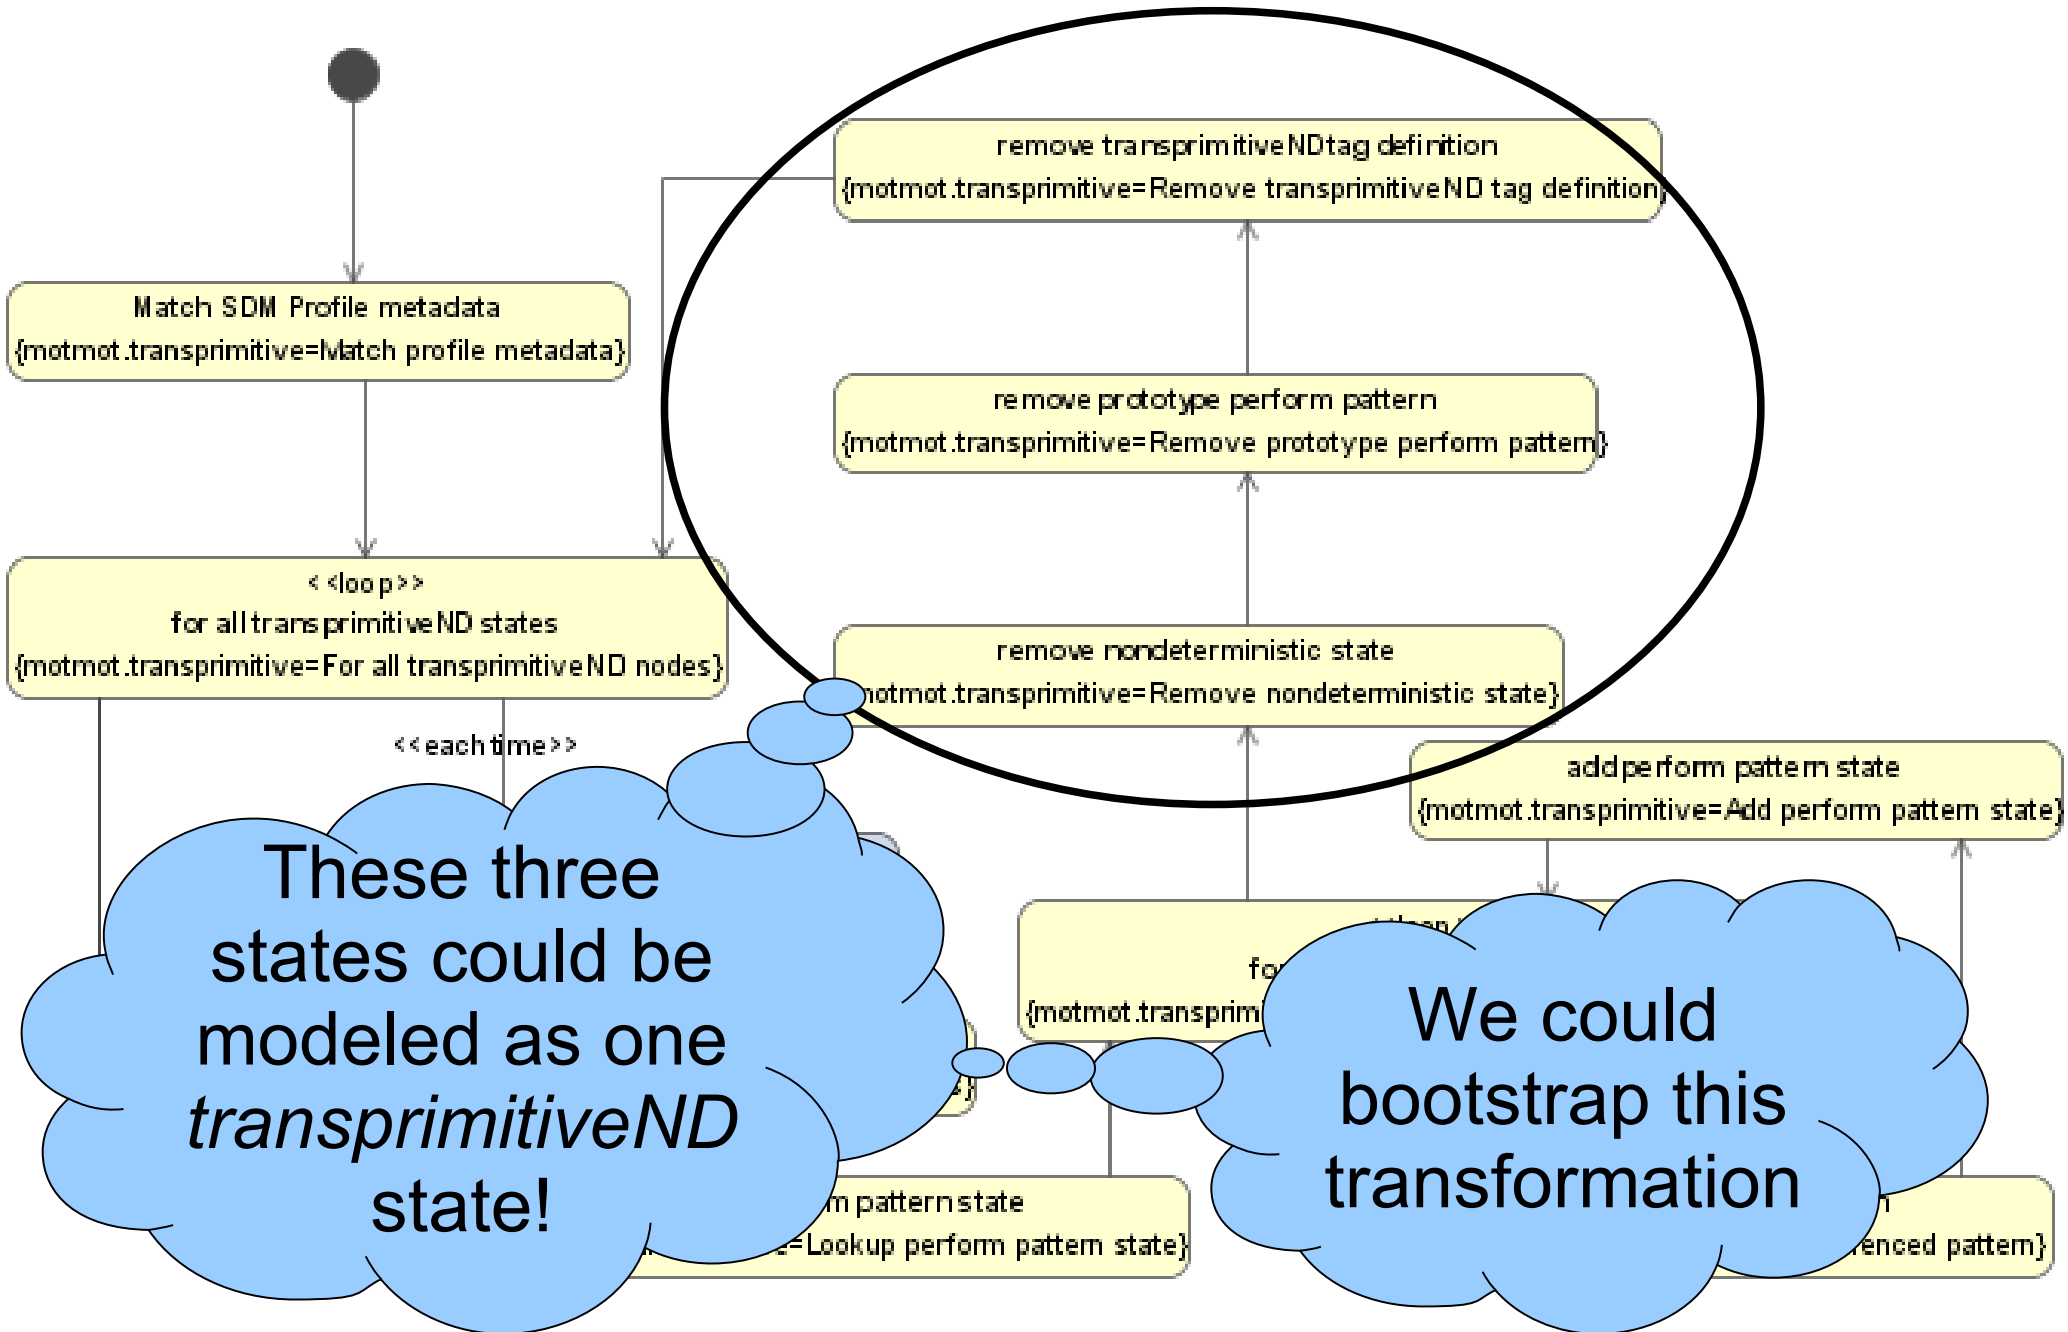 remove transprimitiveND tag definition
{motmot.transprimitive=Remove transprimitiveND tag definition}
Match SDM Profile metadata
{motmot.transprimitive=Match profile metadata}
remove prototype perform pattern
{motmot.transprimitive=Remove prototype perform pattern}
<<loop>>
for all transprimitiveND states
{motmot.transprimitive=For all transprimitiveND nodes}
remove nondeterministic state
motmot.transprimitive=Remove nondeterministic state}
<<each time>>
add perform pattern state
{motmot.transprimitive=Add perform pattern state}
These three
states could be
modeled as one
transprimitiveND
state!
{motmot.transprimi
We could
bootstrap this
transformation
pattern state
=Lookup perform pattern state}
pattern}